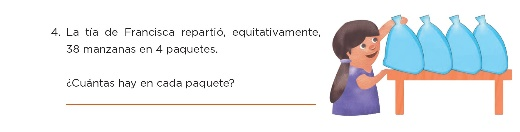 4. La tía de Francisca repartió, equitativamente,
38 manzanas en 4 paquetes.
¿Cuántas hay en cada paquete?